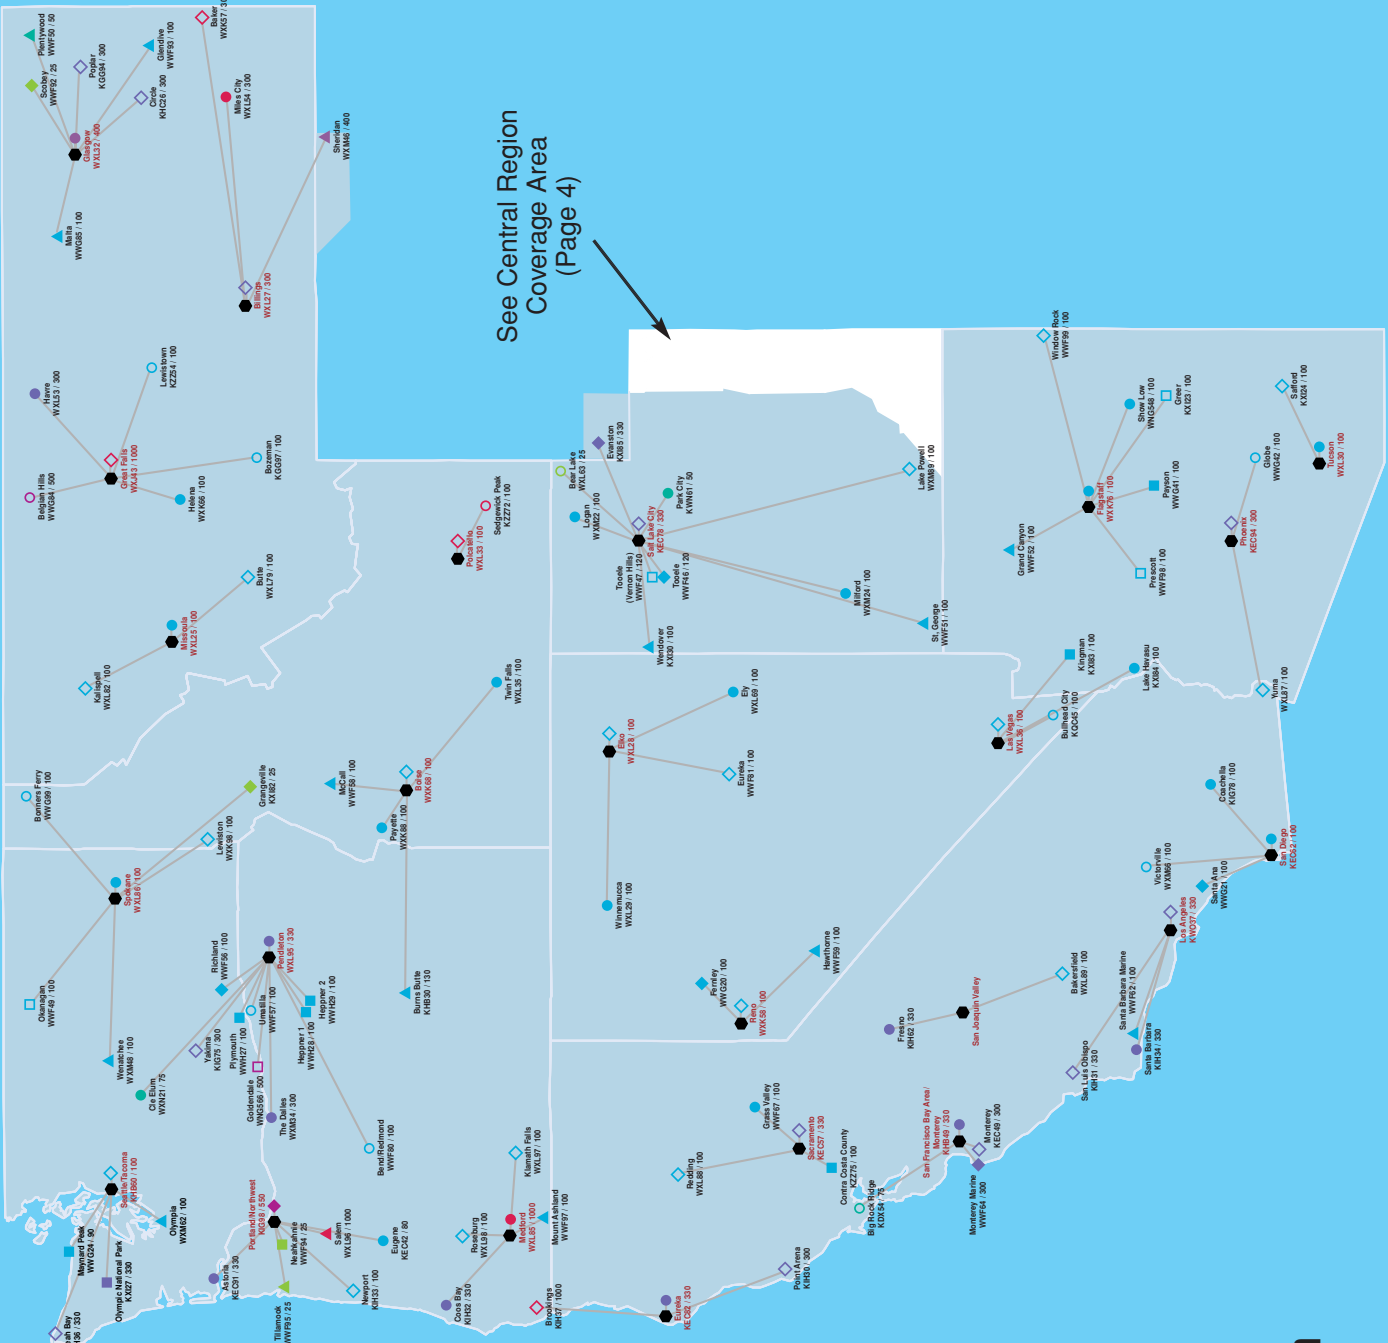 Plentywood
WWF50 / 50
Scobey
WWF92 / 25
Poplar
KGG94 / 300
Glendive
WWF93 / 100
Circle
KHC26 / 300
Glasgow
WXL32 / 400
Malta
WWG85 / 100
Baker
Miles City
WXL54 / 300
Sheridan
WXM46 / 400
Billings
WXL27 / 300
Havre
WXL53 / 300
Lewistown
KZZ54 / 100
Belgian Hills
WWG84 / 500
Great Falls
WXJ43 / 1000
Helena
WXK66 / 100
Bozeman
KGG97 / 100
Butte
WXL79 / 100
Missoula
WXL25 / 100
Kalispell
WXL82 / 100
See Central Region
Coverage Area
(Page 4)
Sedgewick Peak
KZZ72 / 100
Polcatello
WXL33 / 100
Twin Falls
WXL35 / 100
McCall
WWF58 / 100
Boise
WXK68 / 100
Payette
WXK88 / 100
Burns Butte
KHB30 / 130
Bonners Ferry
WWG99 / 100
Grangeville
KXI82 / 25
Lewiston
WXK98 / 100
Spokane
WXL86 / 100
Okanagan
WWF49 / 100
Wenatchee
WXM48 / 100
Cle Elum
WXN21 / 75
Richland
WWF56 / 100
Pendleton
WXL95 / 330
Umatilla
WWF57 / 100
Yakima
KIG75 / 300
Plymouth
WWH27 / 100
Heppner 2
WWH29 / 100
Heppner 1
WWH28 / 100
Goldendale
WNG566 / 500
The Dalles
WXM34 / 300
Bend/Redmond
WWF80 / 100
Seattle/Tacoma
KHB60 / 100
Olympia
WXM62 / 100
Maynard Peak
WWG24 / 90
Olympic National Park
KXI27 / 330
Portland/Northwest
KIG98 / 550
Neahkahnie
WWF94 / 25
Astoria
KEC91 / 330
Tillamook
WWF95 / 25
Salem
WXL96 / 1000
Eugene
KEC42 / 80
Newport
KIH33 / 100
Roseburg
WXL98 / 100
Klamath Falls
WXL97 / 100
Medford
WXL85 / 1000
Mount Ashland
WWF97 / 100
Coos Bay
KIH32 / 330
Brookings
KIH37 / 1000
Eureka
KEC82 / 330
Point Arena
KIH30 / 300
Redding
WXL88 / 100
Grass Valley
WWF67 / 100
Sacramento
KEC57 / 330
Contra Costa County
KZZ75 / 100
Big Rock Ridge
KDX54 / 75
San Francisco Bay Area/
Monterey
KHB49 / 330
Monterey
KEC49 / 300
Monterey Marine
WWF64 / 300
Fresno
KIH62 / 330
San Joaquin Valley
Bakersfield
WXL89 / 100
San Luis Obispo
KIH31 / 330
Santa Barbara Marine
WWF62 / 100
Santa Barbara
KIH34 / 330
Los Angeles
KWO37 / 330
Santa Ana
WWG21 / 100
Victorville
WXM66 / 100
San Diego
KEC62 / 100
Coachella
KIG78 / 100
Reno
WXK58 / 100
Fernley
WWG20 / 100
Hawthorne
WWF59 / 100
Winnemucca
WXL29 / 100
Elko
WXL28 / 100
Ely
WXL69 / 100
Eureka
WWF81 / 100
Las Vegas
WXL36 / 100
Bullhead City
KQC45 / 100
Kingman
KXI83 / 100
Lake Havasu
KXI84 / 100
Bear Lake
WXL63 / 25
Evanston
KXI85 / 330
Logan
WXM22 / 100
Park City
KWN61 / 50
Salt Lake City
KEC78 / 330
Tooele
(Vernon Hills)
WWF47 / 120
Tooele
WWF46 / 120
Wendover
KXI30 / 100
Milford
WXM24 / 100
St. George
WWF51 / 100
Lake Powell
WXM89 / 100
Window Rock
WWF99 / 100
Show Low
WNG548 / 100
Greer
KXI23 / 100
Flagstaff
WXK76 / 100
Payson
WWG41 / 100
Grand Canyon
WWF52 / 100
Prescott
WWF98 / 100
Globe
WWG42 / 100
Phoenix
KEC94 / 300
Yuma
WXL87 / 100
Safford
KXI24 / 100
Tucson
WXL30 / 100